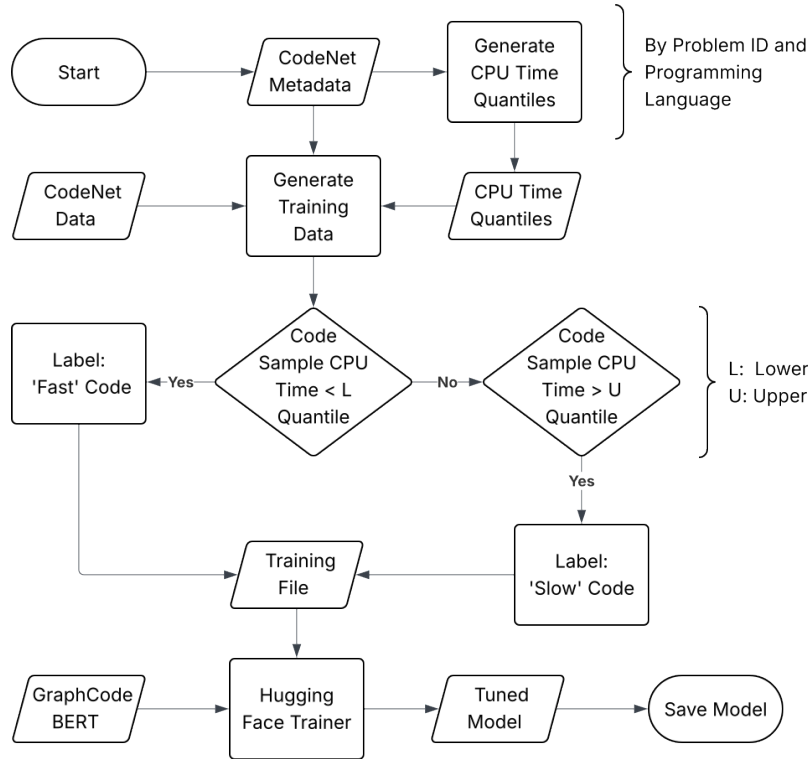 Start
CodeNet
Metadata
Generate
CPU Time
Quantiles
By Problem ID and
Programming
Language
CodeNet
Data
Generate
Training
Data
CPU Time
Quantiles
Label:
'Fast' Code
Yes
Code
Sample CPU
Time < L
Quantile
No
Code
Sample CPU
Time > U
Quantile
L:  Lower
U: Upper
Yes
Training
File
Label:
'Slow' Code
GraphCode
BERT
Hugging
Face Trainer
Tuned
Model
Save Model